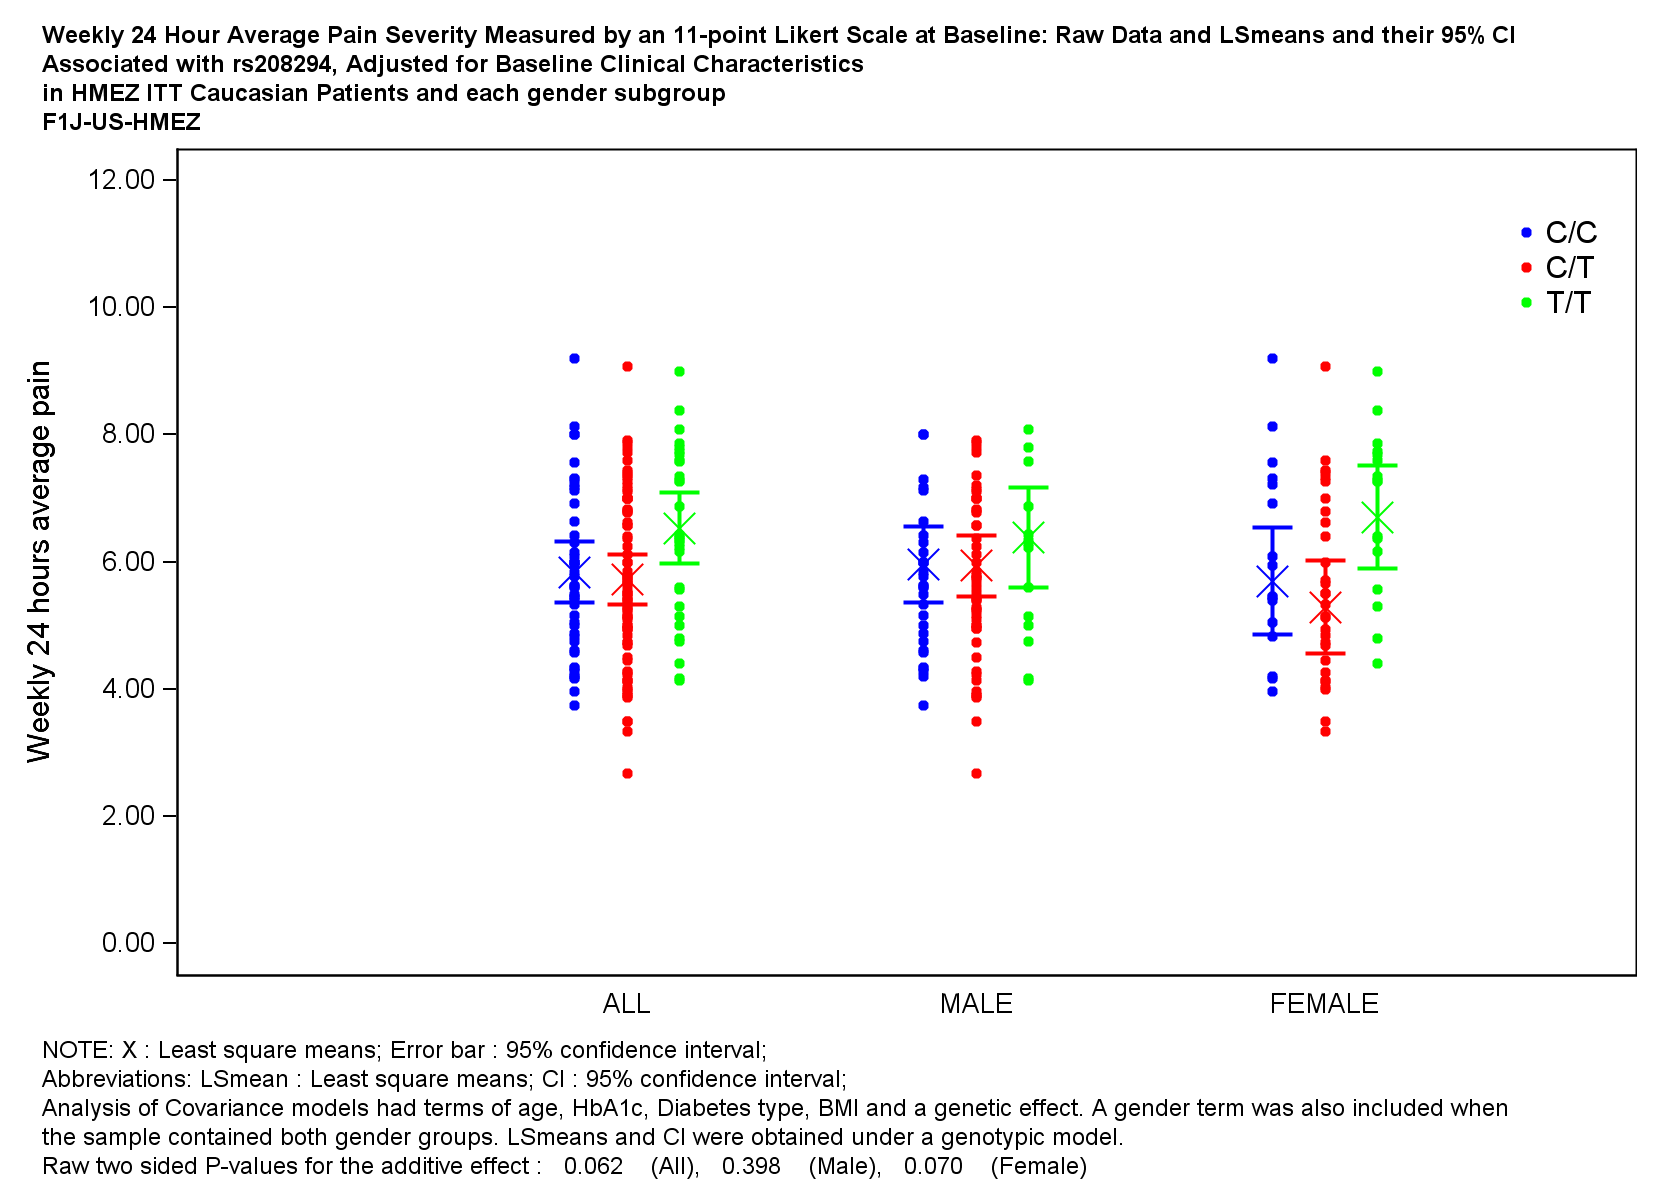 Weekly 24 Hour Average Pain Severity Measured by an 11-point Likert Scale at Baseline: Raw Data and LSmeans and their 95% CI
Associated with rs208294, Adjusted for Baseline Clinical Characteristics
in HMEZ ITT Caucasian Patients and each gender subgroup
F1J-US-HMEZ
Weekly 24 hours average pain
12.00
10.00
8.00
6.00
4.00
2.00
0.00
C/C
C/T
T/T
ALL
MALE
FEMALE
NOTE: X : Least square means; Error bar : 95% confidence interval;
Abbreviations: LSmean : Least square means; CI : 95% confidence interval;
Analysis of Covariance models had terms of age, HbA1c, Diabetes type, BMI and a genetic effect. A gender term was also included when
the sample contained both gender groups. LSmeans and CI were obtained under a genotypic model.
Raw two sided P-values for the additive effect : 0.062 (All), 0.398 (Male), 0.070 (Female)